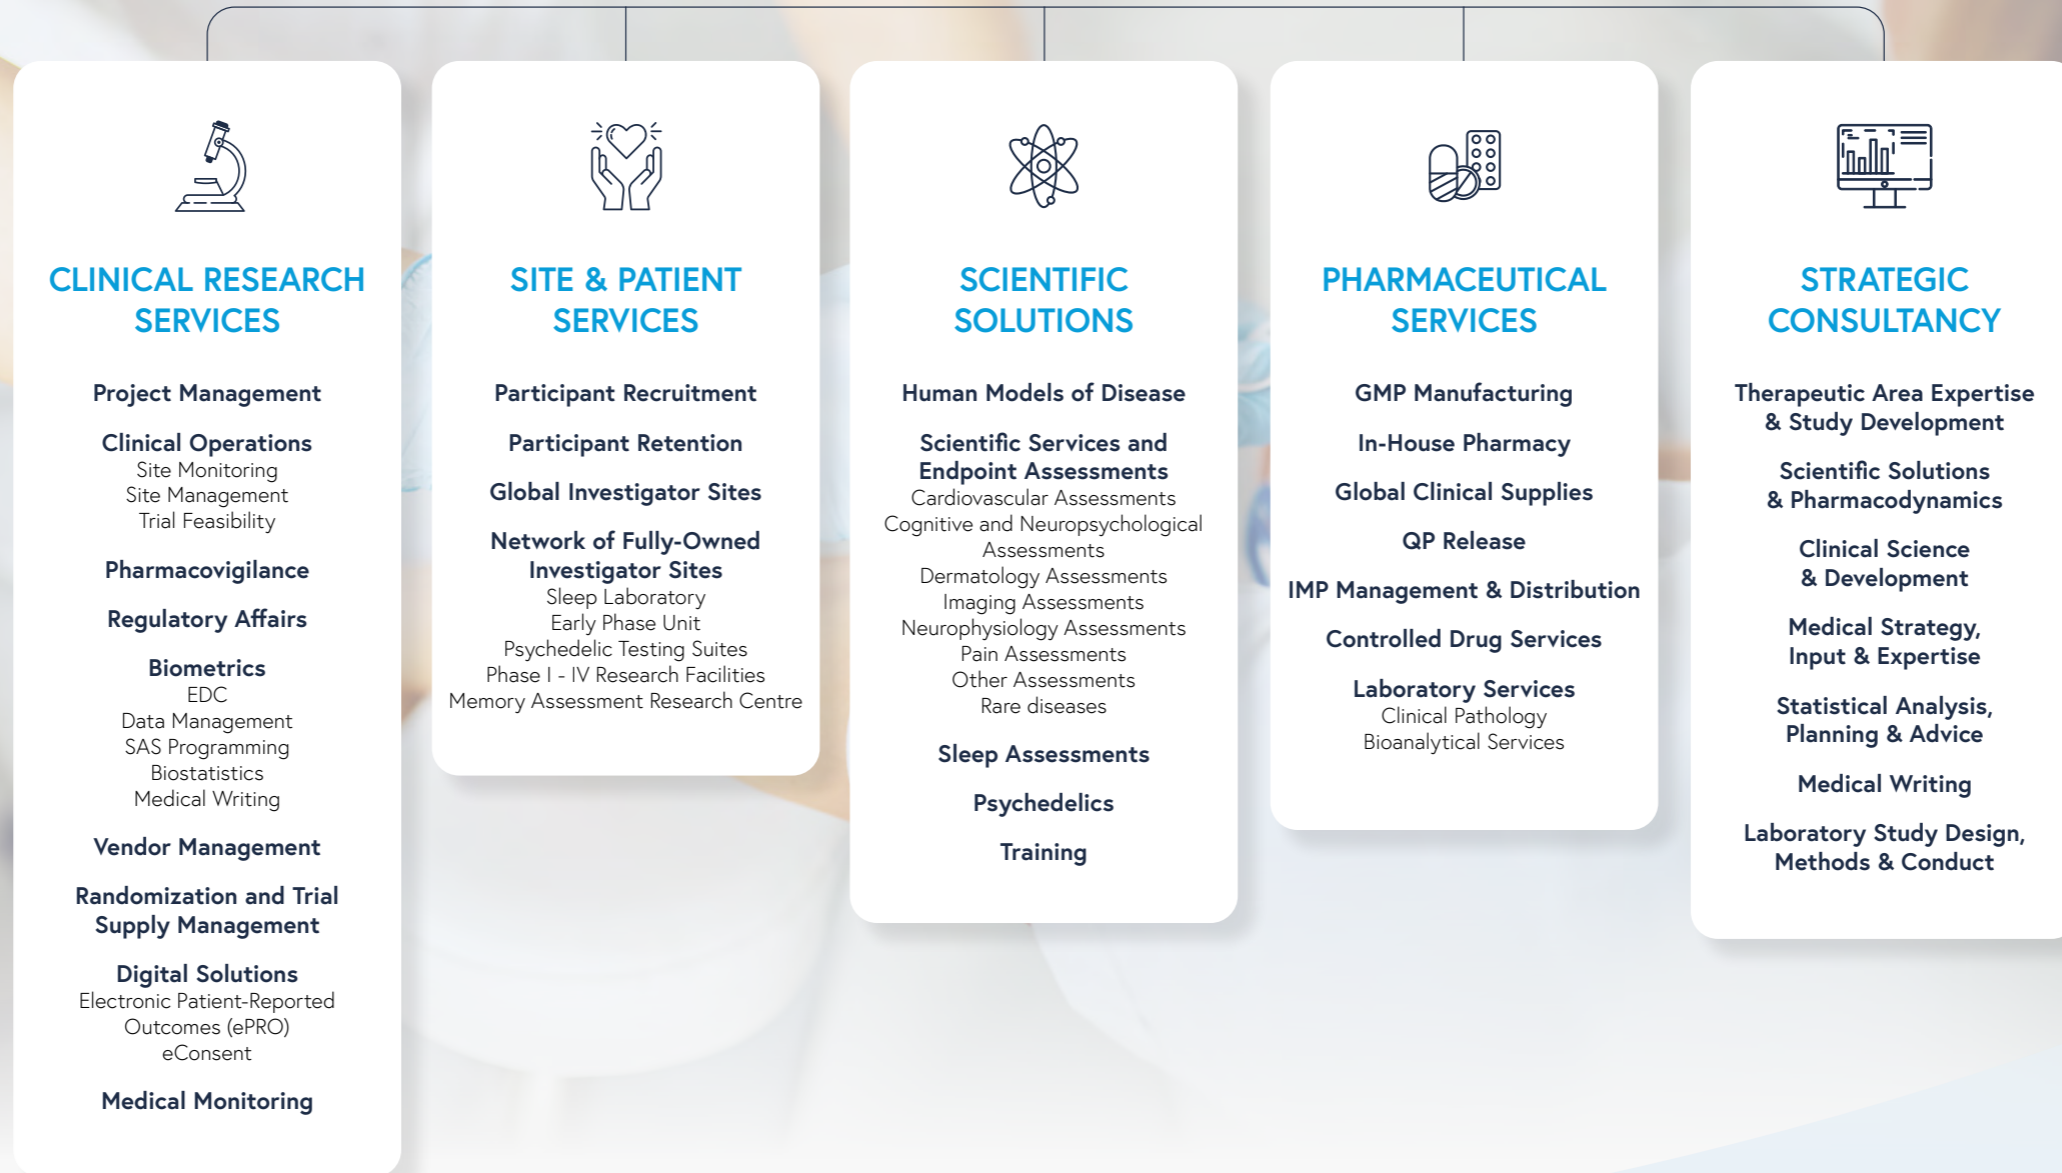 CLINICAL RESEARCH
SERVICES
Project Management
Clinical Operations
Site Monitoring
Site Management
Trial Feasibility
Pharmacovigilance
Regulatory Affairs
Biometrics
EDC
Data Management
SAS Programming
Biostatistics
Medical Writing
Vendor Management
Randomization and Trial
Supply Management
Digital Solutions
Electronic Patient-Reported
Outcomes (ePRO)
eConsent
Medical Monitoring
SITE & PATIENT
SERVICES
Participant Recruitment
Participant Retention
Global Investigator Sites
Network of Fully-Owned
Investigator Sites
Sleep Laboratory
Early Phase Unit
Psychedelic Testing Suites
Phase I - IV Research Facilities
Memory Assessment Research Centre
SCIENTIFIC
SOLUTIONS
Human Models of Disease
Scientific Services and
Endpoint Assessments
Cardiovascular Assessments
Cognitive and Neuropsychological
Assessments
Dermatology Assessments
Imaging Assessments
Neurophysiology Assessments
Pain Assessments
Other Assessments
Rare diseases
Sleep Assessments
Psychedelics
Training
PHARMACEUTICAL
SERVICES
GMP Manufacturing
In-House Pharmacy
Global Clinical Supplies
QP Release
IMP Management & Distribution
Controlled Drug Services
Laboratory Services
Clinical Pathology
Bioanalytical Services
STRATEGIC
CONSULTANCY
Therapeutic Area Expertise
& Study Development
Scientific Solutions
& Pharmacodynamics
Clinical Science
& Development
Medical Strategy,
Input & Expertise
Statistical Analysis,
Planning & Advice
Medical Writing
Laboratory Study Design,
Methods & Conduct